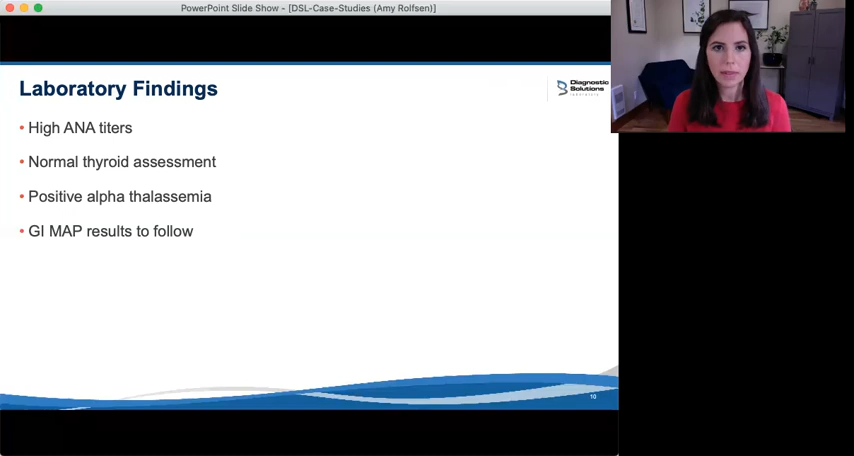 PowerPoint Slide Show - [DSL-Case-Studies (Amy Rolfsen)]
Laboratory Findings
Diagnostic
Solutions
Laboratory
• High ANA titers
• Normal thyroid assessment
• Positive alpha thalassemia
• GI MAP results to follow
10